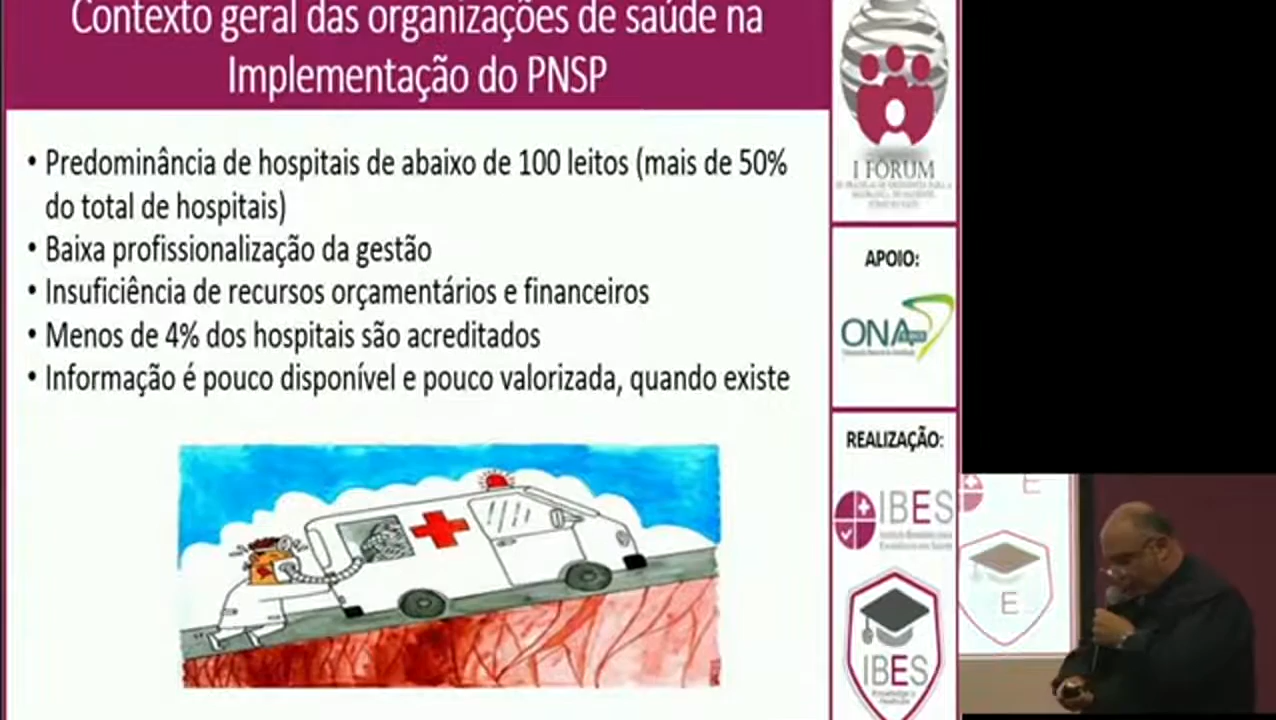 Contexto geral das organizações de saúde na
Implementação do PNSP
• Predominância de hospitais de abaixo de 100 leitos (mais de 50%
do total de hospitais)
• Baixa profissionalização da gestão
• Insuficiência de recursos orçamentários e financeiros
• Menos de 4% dos hospitais são acreditados
• Informação é pouco disponível e pouco valorizada, quando existe
I FÓRUM
APOIO:
ONA
REALIZAÇÃO:
IBES
IBES
E
E